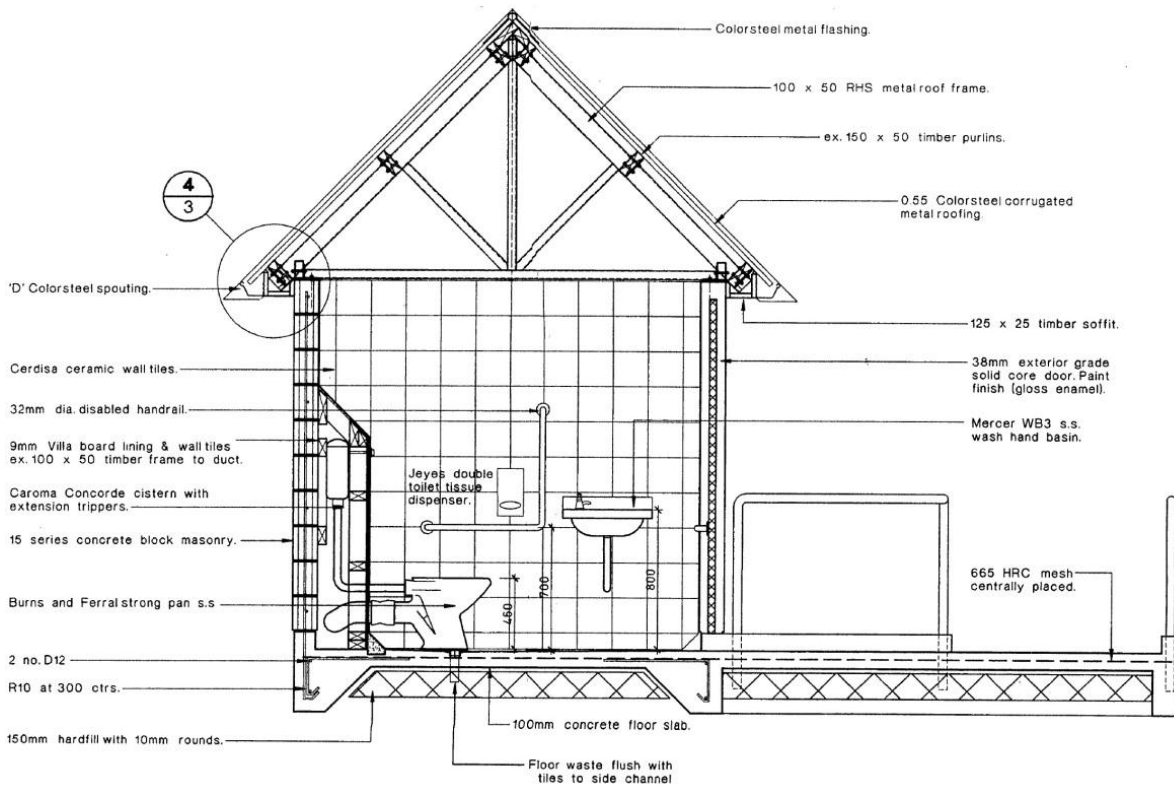 Colorsteel metal flashing.
100 x 50 RHS metal roof frame.
ex. 150 x 50 timber purlins.
4
3
0.55 Colorsteel corrugated
metal roofing
'D' Colorsteel spouting.
125 x 25 timber soffit.
Cerdisa ceramic wall tiles.
38mm exterior grade
solid core door. Paint
finish (gloss enamel).
32mm dia. disabled handrail.
Mercer WB3 s.s.
wash hand basin.
9mm Villa board lining & wall tiles
ex. 100 x 50 timber frame to duct.
Jeyes double
toilet tissue
dispenser.
Caroma Concorde cistern with
extension trippers.
15 series concrete block masonry.
460
700
800
665 HRC mesh
centrally placed.
Burns and Ferral strong pan s.s
2 no. D12
R10 at 300 ctrs.
100mm concrete floor slab.
150mm hardfill with 10mm rounds.
Floor waste flush with
tiles to side channel